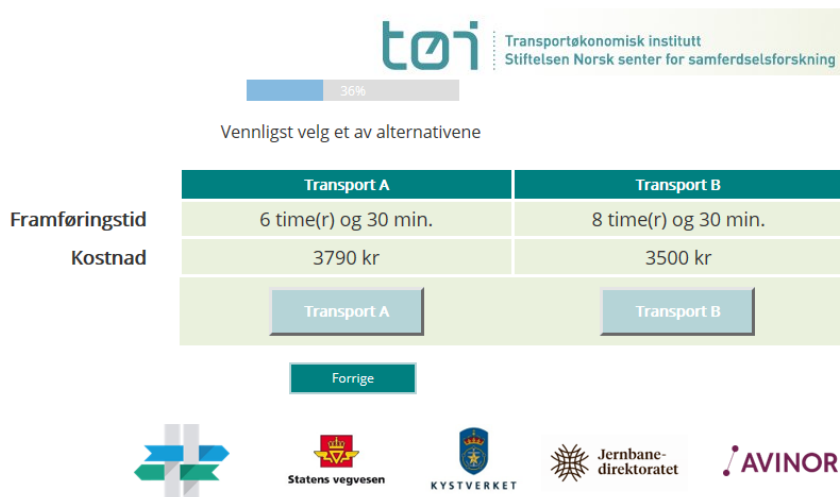 tøi
Transportøkonomisk institutt
Stiftelsen Norsk senter for samferdselsforskning
36%
Vennligst velg et av alternativene
Transport A Transport B
Framføringstid 6 time(r) og 30 min. 8 time(r) og 30 min.
Kostnad 3790 kr 3500 kr
Transport A Transport B
Forrige
Statens vegvesen
KYSTVERKET
Jernbane-
direktoratet
AVINOR